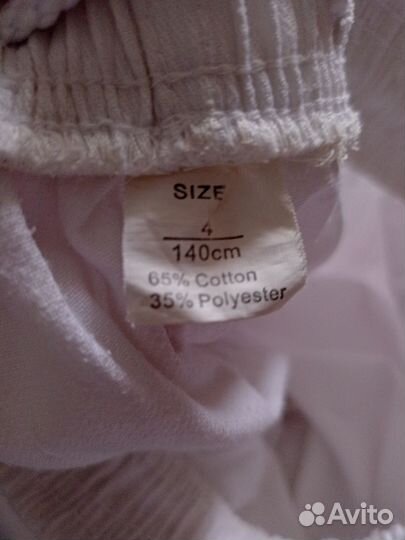 SIZE
4
140cm
65% Cotton
35% Polyester
Avito